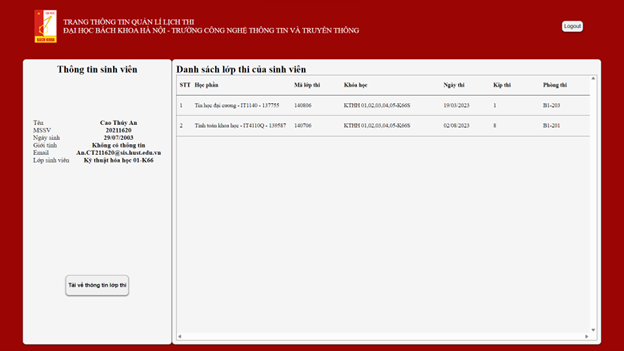 TRANG THÔNG TIN QUẢN LÍ LỊCH THI
ĐẠI HỌC BÁCH KHOA HÀ NỘI - TRƯỜNG CÔNG NGHỆ THÔNG TIN VÀ TRUYỀN THÔNG
Logout
Thông tin sinh viên
Tên Cao Thúy An
MSSV 20211620
Ngày sinh 29/07/2003
Giới tính Không có thông tin
Email An.CT211620@sis.hust.edu.vn
Lớp sinh viên Kỹ thuật hóa học 01-K66
Tải về thông tin lớp thi
Danh sách lớp thi của sinh viên
STT Học phần Mã lớp thi Khóa học Ngày thi Kíp thi Phòng thi
1 Tin học đại cương - IT1140 - 137755 140806 KTHH 01,02,03,04,05-K66S 19/03/2023 1 B1-203
2 Tính toán khoa học - IT4110Q - 139587 140706 KTHH 01,02,03,04,05-K66S 02/08/2023 8 B1-201